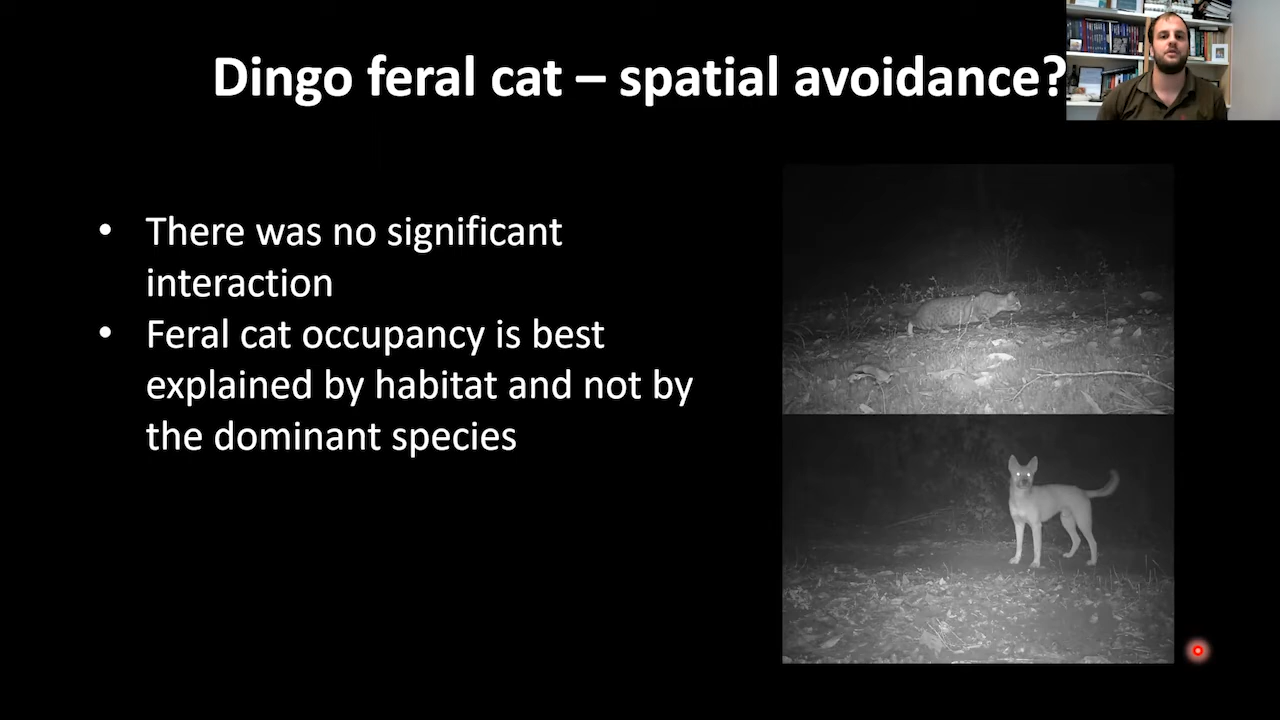 Dingo feral cat – spatial avoidance?
• There was no significant
interaction
• Feral cat occupancy is best
explained by habitat and not by
the dominant species